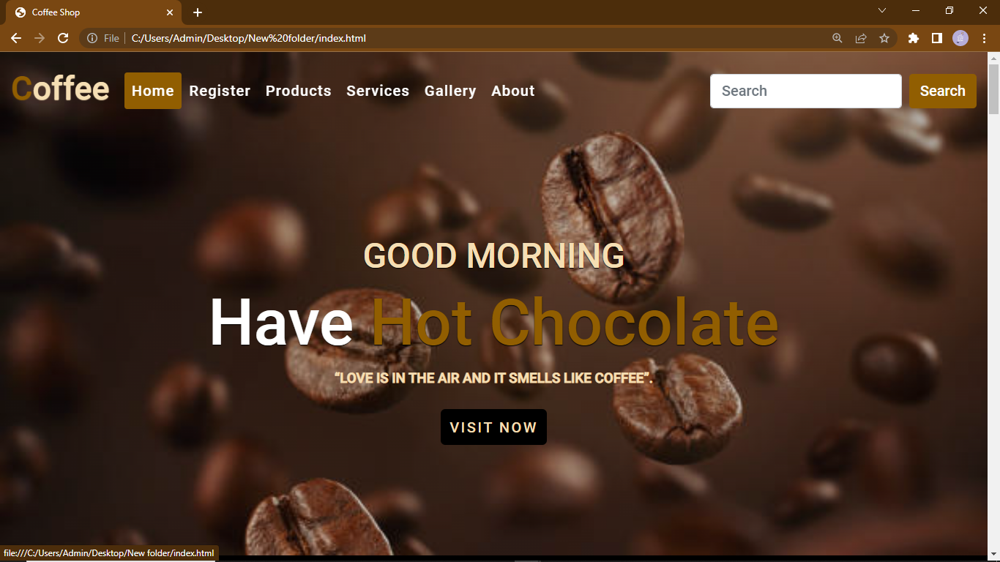 Coffee Shop
File
C:/Users/Admin/Desktop/New%20folder/index.html
Coffee
Home Register Products Services Gallery About
Search
Search
GOOD MORNING
Have Hot Chocolate
“LOVE IS IN THE AIR AND IT SMELLS LIKE COFFEE”.
VISIT NOW
file:///C:/Users/Admin/Desktop/New folder/index.html